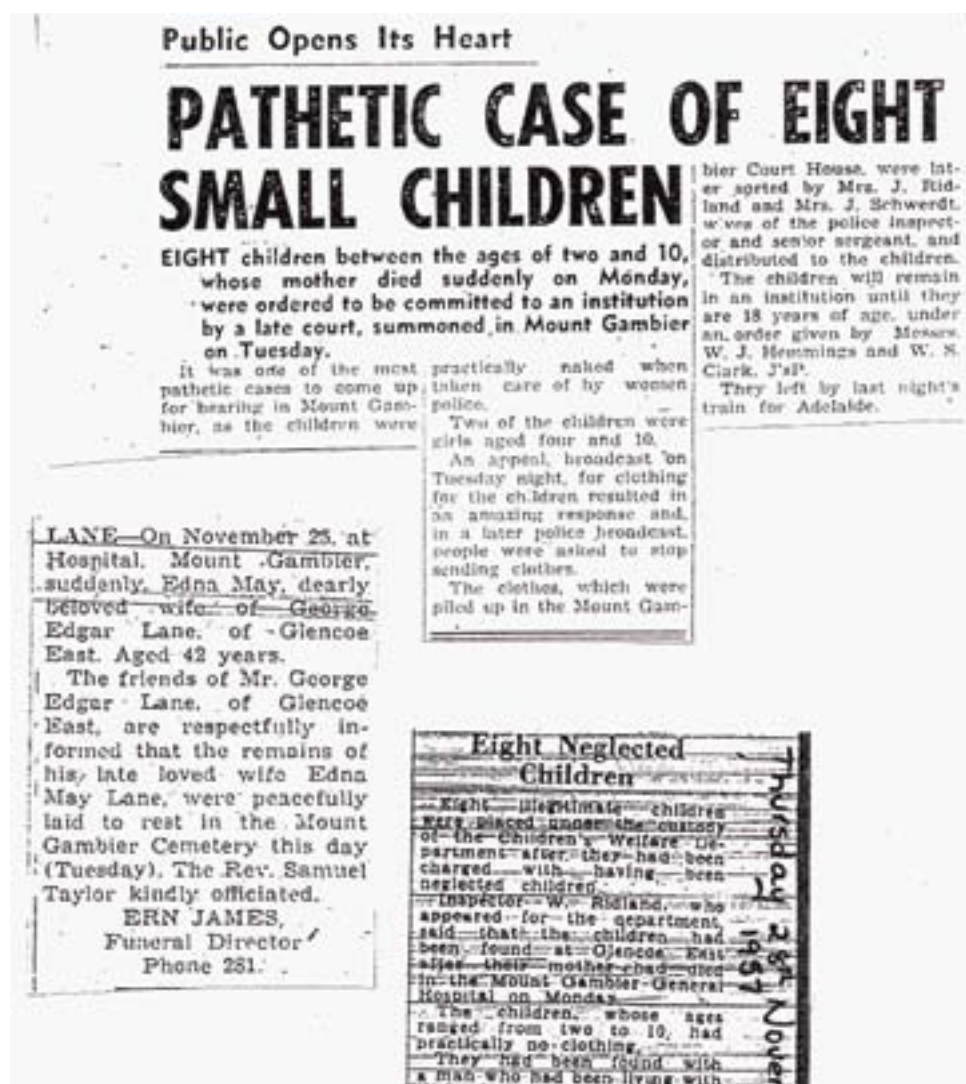 Public Opens Its Heart
PATHETIC CASE OF EIGHT
SMALL CHILDREN
EIGHT children between the ages of two and 10,
whose mother died suddenly on Monday,
were ordered to be committed to an institution
by a late court, summoned in Mount Gambier
on Tuesday.
It was one of the most
pathetic cases to come up
for hearing in Mount Gam-
bier, as the children were
practically naked when
taken care of by women
police.
Two of the children were
girls aged four and 10.
An appeal, broadcast on
Tuesday night, for clothing
for the children resulted in
an amazing response and,
in a later police broadcast,
people were asked to stop
sending clothes.
The clothes, which were
piled up in the Mount Gam-
bier Court House, were lat-
er sorted by Mrs. J. Rid-
land and Mrs. J. Schwerdt,
wives of the police inspect-
or and senior sergeant, and
distributed to the children.
The children will remain
in an institution until they
are 18 years of age, under
an order given by Messrs.
W. J. Hemmings and W. S.
Clark, J'sP.
They left by last night's
train for Adelaide.
LANE—On November 25, at
Hospital, Mount Gambier,
suddenly, Edna May, dearly
beloved wife of George
Edgar Lane, of Glencoe
East. Aged 42 years.
The friends of Mr. George
Edgar Lane, of Glencoe
East, are respectfully in-
formed that the remains of
his late loved wife Edna
May Lane, were peacefully
laid to rest in the Mount
Gambier Cemetery this day
(Tuesday). The Rev. Samuel
Taylor kindly officiated.
ERN JAMES,
Funeral Director
Phone 281.
Eight Neglected
Children
Eight illegitimate children
were placed under the custody
of the Children's Welfare De-
partment after they had been
charged with having been
neglected children.
Inspector W. Ridland, who
appeared for the department,
said that the children had
been found at Glencoe East
after their mother had died
in the Mount Gambier General
Hospital on Monday.
The children, whose ages
ranged from two to 10, had
practically no clothing.
They had been found with
a man who had been living with
Thursday 28th Novem
1957